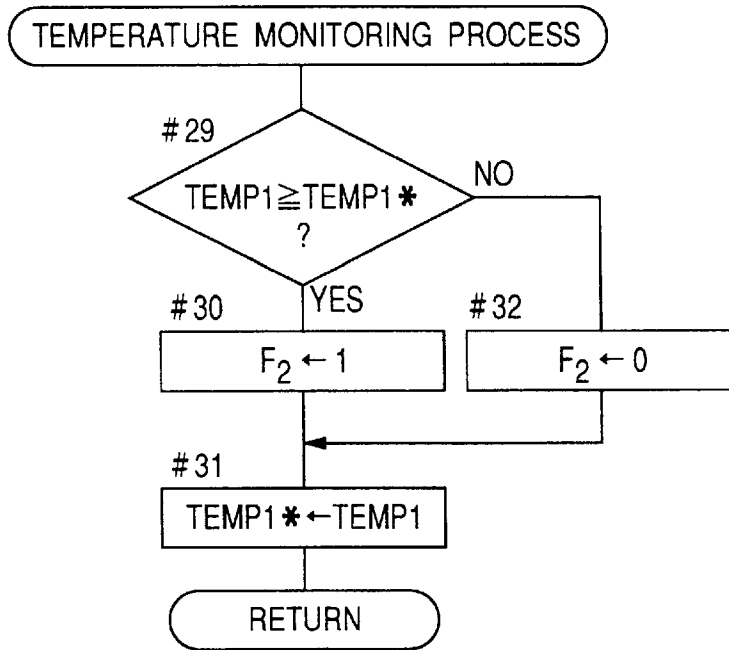 TEMPERATURE MONITORING PROCESS
#29
TEMP1≧TEMP1*
?
NO
YES
#30
F₂←1
#32
F₂←0
#31
TEMP1*←TEMP1
RETURN